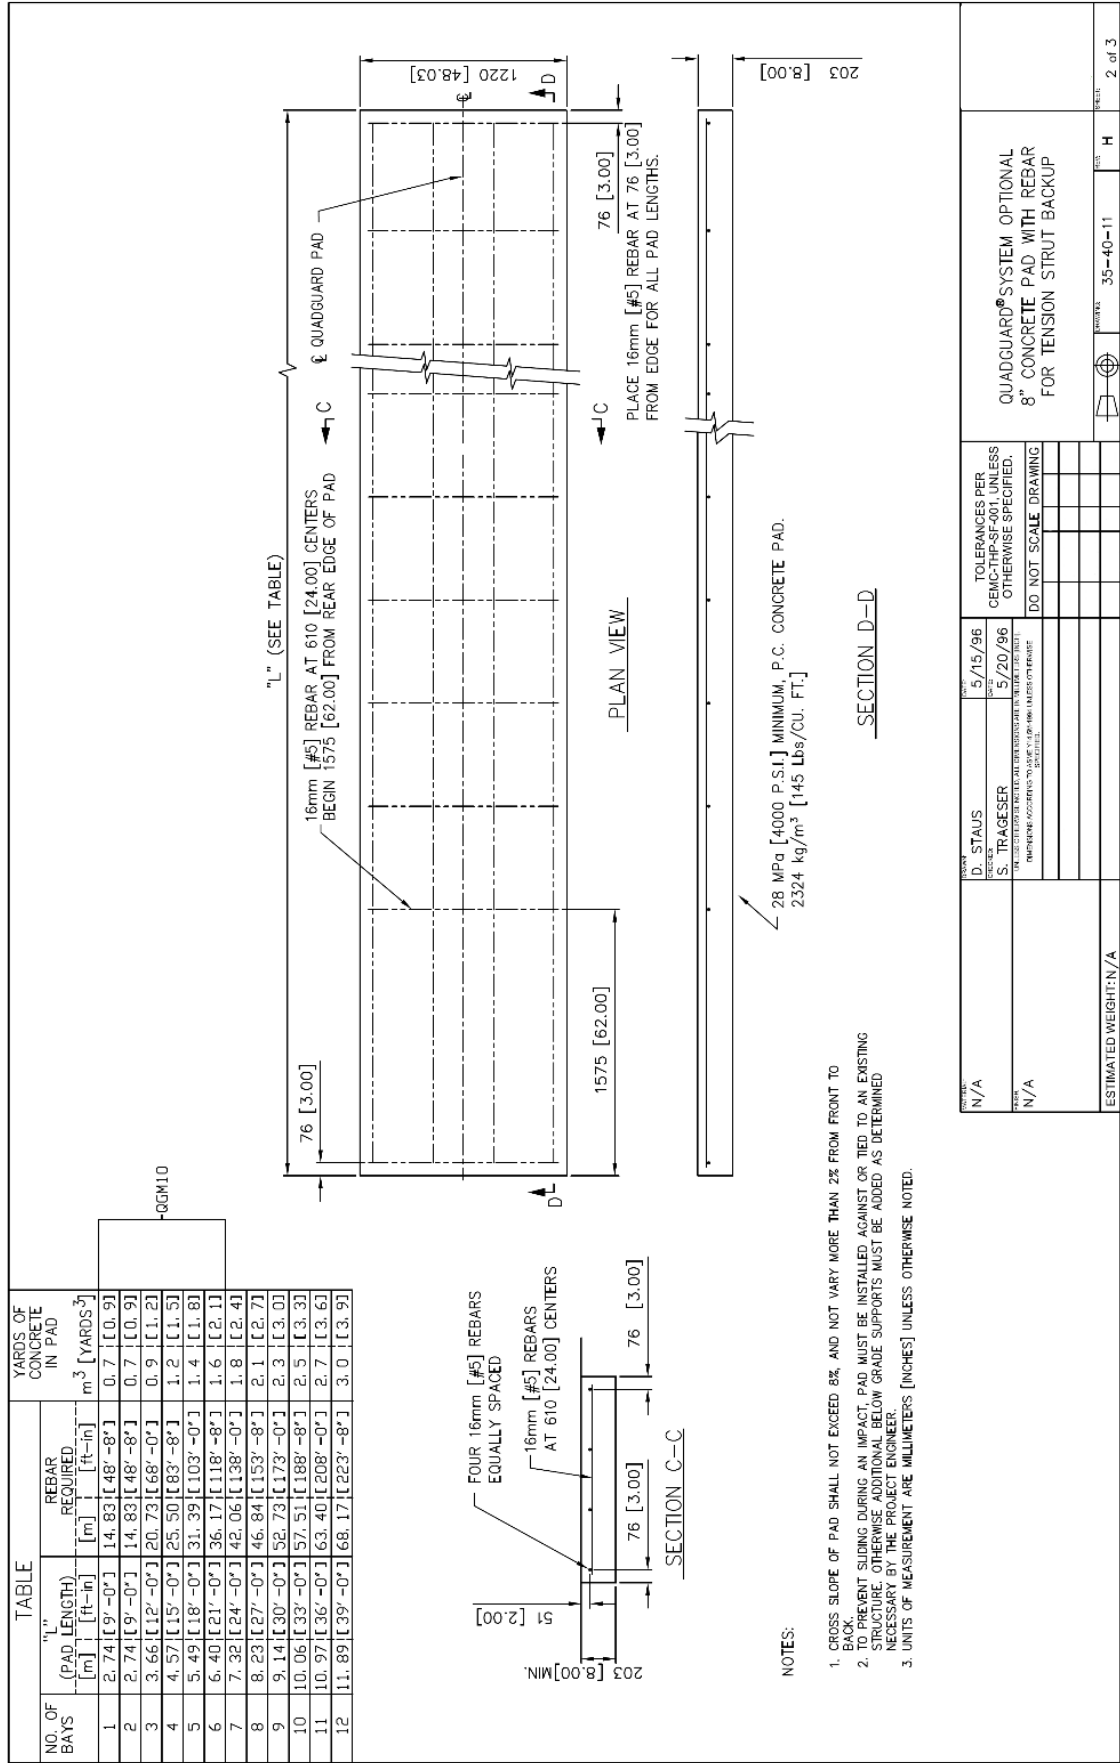 TABLE
NO. OF BAYS | "L" (PAD LENGTH) [m] [ft-in] | REBAR REQUIRED [m] [ft-in] | YARDS OF CONCRETE IN PAD m³ [YARDS³]
1 | 2.74 [9'-0"] | 14.83 [48'-8"] | 0.7 [0.9]
2 | 2.74 [9'-0"] | 14.83 [48'-8"] | 0.7 [0.9]
3 | 3.66 [12'-0"] | 20.73 [68'-0"] | 0.9 [1.2]
4 | 4.57 [15'-0"] | 25.50 [83'-8"] | 1.2 [1.5]
5 | 5.49 [18'-0"] | 31.39 [103'-0"] | 1.4 [1.8]
6 | 6.40 [21'-0"] | 36.17 [118'-8"] | 1.6 [2.1]
7 | 7.32 [24'-0"] | 42.06 [138'-0"] | 1.8 [2.4]
8 | 8.23 [27'-0"] | 46.84 [153'-8"] | 2.1 [2.7]
9 | 9.14 [30'-0"] | 52.73 [173'-0"] | 2.3 [3.0]
10 | 10.06 [33'-0"] | 57.51 [188'-8"] | 2.5 [3.3]
11 | 10.97 [36'-0"] | 63.40 [208'-0"] | 2.7 [3.6]
12 | 11.89 [39'-0"] | 68.17 [223'-8"] | 3.0 [3.9]
QGM10
"L" (SEE TABLE)
76 [3.00]
16mm [#5] REBAR AT 610 [24.00] CENTERS
BEGIN 1575 [62.00] FROM REAR EDGE OF PAD
C
℄ QUADGUARD PAD
℄
1220 [48.03]
D
D
1575 [62.00]
PLAN VIEW
C
76 [3.00]
PLACE 16mm [#5] REBAR AT 76 [3.00]
FROM EDGE FOR ALL PAD LENGTHS.
FOUR 16mm [#5] REBARS
EQUALLY SPACED
16mm [#5] REBARS
AT 610 [24.00] CENTERS
51 [2.00]
203 [8.00]MIN.
76 [3.00]
76 [3.00]
SECTION C-C
203 [8.00]
28 MPa [4000 P.S.I.] MINIMUM, P.C. CONCRETE PAD.
2324 kg/m³ [145 Lbs/CU. FT.]
SECTION D-D
NOTES:
1. CROSS SLOPE OF PAD SHALL NOT EXCEED 8%, AND NOT VARY MORE THAN 2% FROM FRONT TO
BACK.
2. TO PREVENT SLIDING DURING AN IMPACT, PAD MUST BE INSTALLED AGAINST OR TIED TO AN EXISTING
STRUCTURE. OTHERWISE ADDITIONAL BELOW GRADE SUPPORTS MUST BE ADDED AS DETERMINED
NECESSARY BY THE PROJECT ENGINEER.
3. UNITS OF MEASUREMENT ARE MILLIMETERS [INCHES] UNLESS OTHERWISE NOTED.
N/A
N/A
ESTIMATED WEIGHT: N/A
D. STAUS
5/15/96
S. TRAGESER
5/20/96
TOLERANCES PER
CEMC-THP-SF-001, UNLESS
OTHERWISE SPECIFIED.
DO NOT SCALE DRAWING
QUADGUARD® SYSTEM OPTIONAL
8" CONCRETE PAD WITH REBAR
FOR TENSION STRUT BACKUP
35-40-11
H
2 of 3